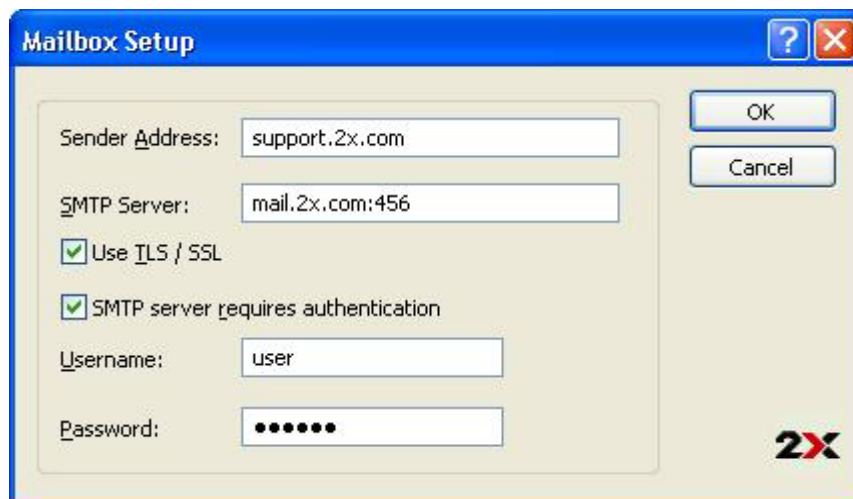 Mailbox Setup
?
OK
Sender Address: support.2x.com
Cancel
SMTP Server: mail.2x.com:456
Use TLS / SSL
SMTP server requires authentication
Username: user
Password: ●●●●●●
2X